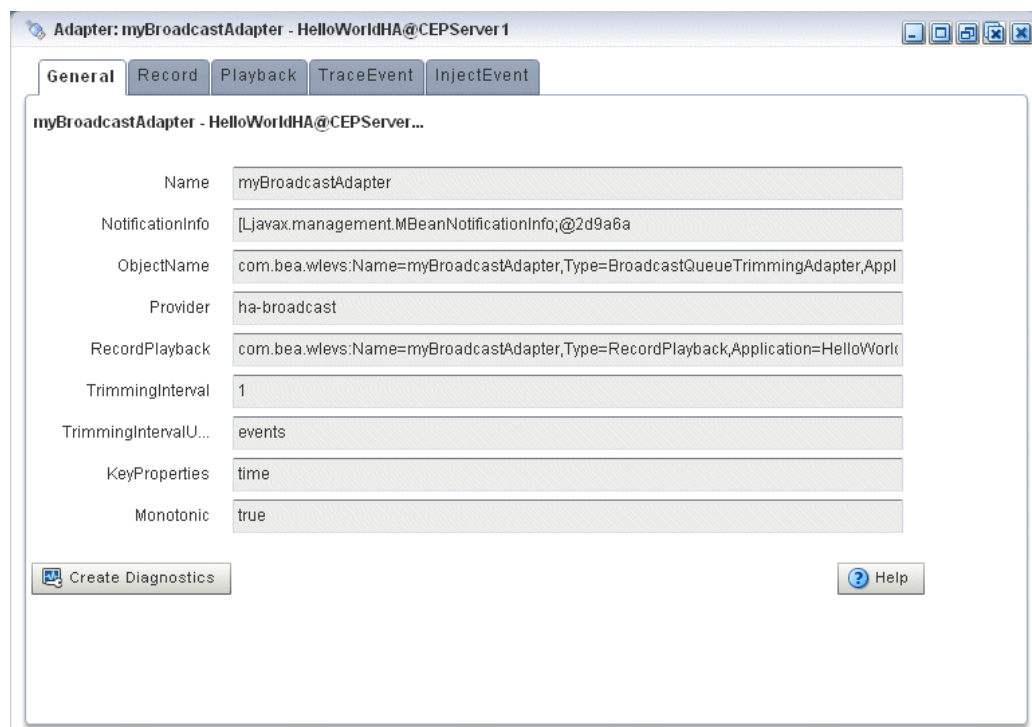 Adapter: myBroadcastAdapter - HelloWorldHA@CEPServer1
General Record Playback TraceEvent InjectEvent
myBroadcastAdapter - HelloWorldHA@CEPServer...
Name myBroadcastAdapter
NotificationInfo [Ljavax.management.MBeanNotificationInfo;@2d9a6a
ObjectName com.bea.wlevs:Name=myBroadcastAdapter,Type=BroadcastQueueTrimmingAdapter,Appl
Provider ha-broadcast
RecordPlayback com.bea.wlevs:Name=myBroadcastAdapter,Type=RecordPlayback,Application=HelloWorld
TrimmingInterval 1
TrimmingIntervalU... events
KeyProperties time
Monotonic true
Create Diagnostics Help